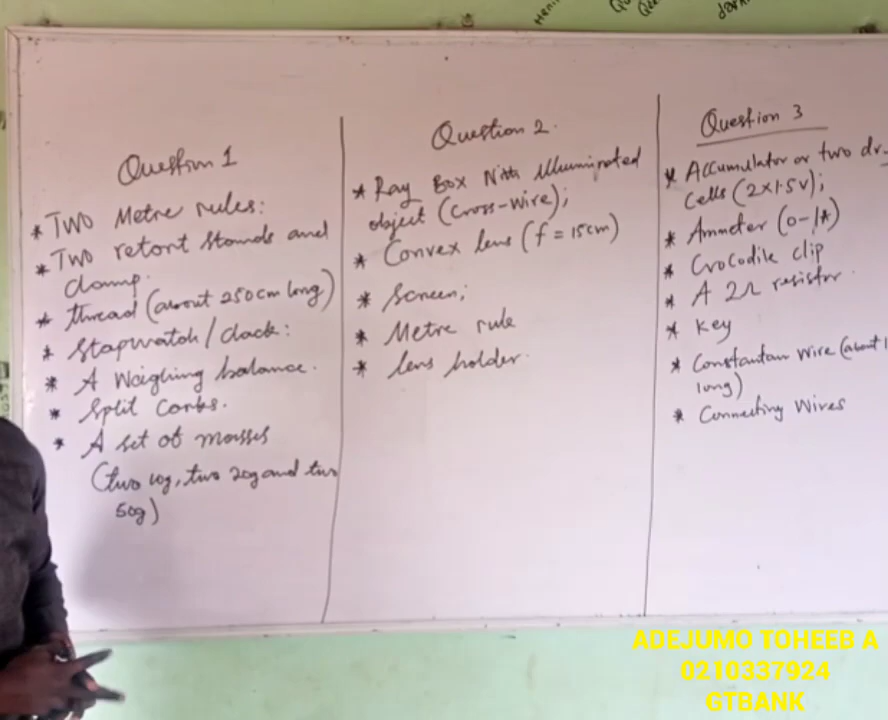 Question 1
* Two Metre rules:
* Two retort stands and
clamp.
* thread (about 250cm long)
* Stopwatch/clock:
* A Weighing balance.
* Split Corks.
* A set of masses
(two 10g, two 20g and two
50g)
Question 2.
* Ray Box With illuminated
object (Cross-wire);
* Convex lens (f = 15cm)
* Screen;
* Metre rule
* lens holder.
Question 3
* Accumulator or two
Cells (2x1.5V);
* Ammeter (0-1A)
* Crocodile clip
* A 2Ω resistor.
* Key
* Constantan Wire (about 1
long)
* Connecting Wires
ADEJUMO TOHEEB A
0210337924
GTBANK